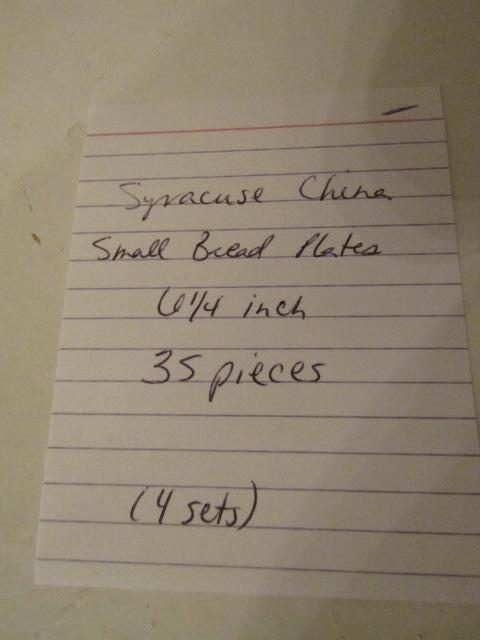 Syracuse China
Small Bread Plates
6 1/4 inch
35 pieces
(4 sets)